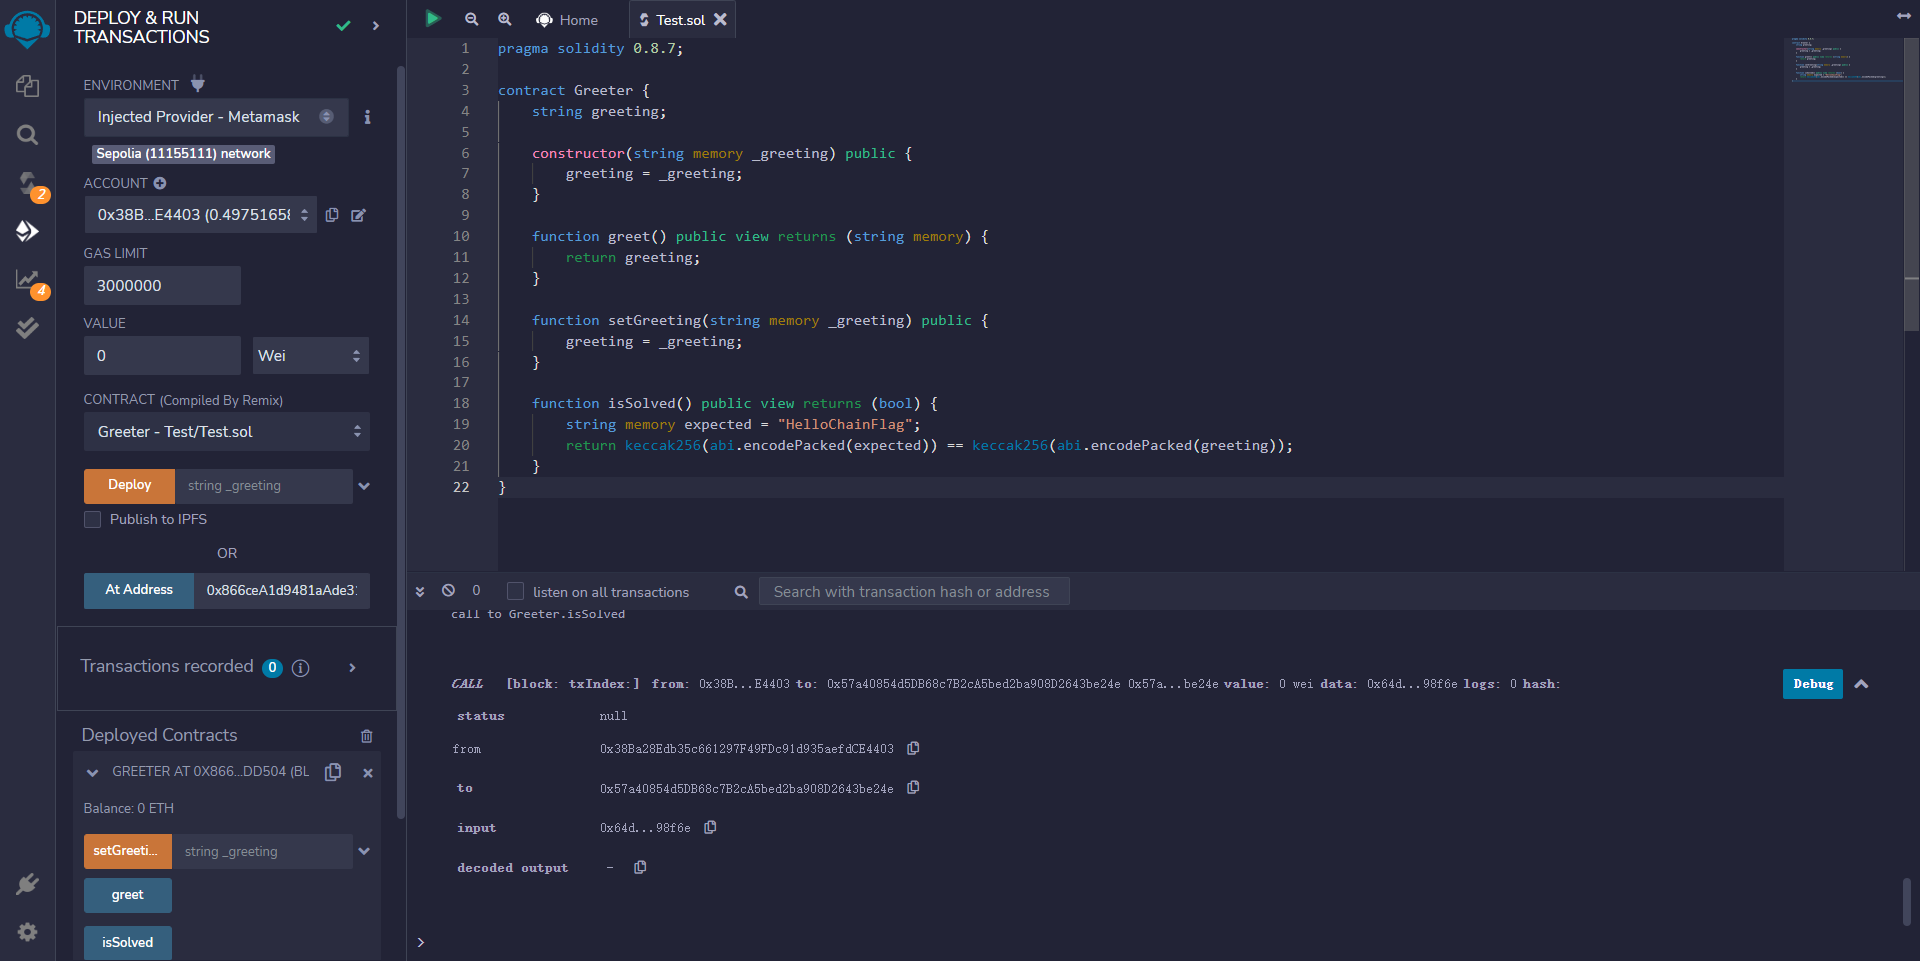 DEPLOY & RUN
TRANSACTIONS
ENVIRONMENT
Injected Provider - Metamask
Sepolia (11155111) network
ACCOUNT
0x38B...E4403 (0.49751658
GAS LIMIT
3000000
VALUE
0
Wei
CONTRACT (Compiled By Remix)
Greeter - Test/Test.sol
Deploy string _greeting
Publish to IPFS
OR
At Address 0x866ceA1d9481aAde31
Transactions recorded 0 i
Deployed Contracts
GREETER AT 0X866...DD504 (BL
Balance: 0 ETH
setGreeti... string _greeting
greet
isSolved
2
4
Home Test.sol
1 pragma solidity 0.8.7;
2
3 contract Greeter {
4 string greeting;
5
6 constructor(string memory _greeting) public {
7 greeting = _greeting;
8 }
9
10 function greet() public view returns (string memory) {
11 return greeting;
12 }
13
14 function setGreeting(string memory _greeting) public {
15 greeting = _greeting;
16 }
17
18 function isSolved() public view returns (bool) {
19 string memory expected = "HelloChainFlag";
20 return keccak256(abi.encodePacked(expected)) == keccak256(abi.encodePacked(greeting));
21 }
22 }
0 listen on all transactions Search with transaction hash or address
call to Greeter.isSolved
CALL [block: txIndex:] from: 0x38B...E4403 to: 0x57a40854d5DB68c7B2cA5bed2ba908D2643be24e 0x57a...be24e value: 0 wei data: 0x64d...98f6e logs: 0 hash:
Debug
status null
from 0x38Ba28Edb35c661297F49FDc91d935aefdCE4403
to 0x57a40854d5DB68c7B2cA5bed2ba908D2643be24e
input 0x64d...98f6e
decoded output -
>